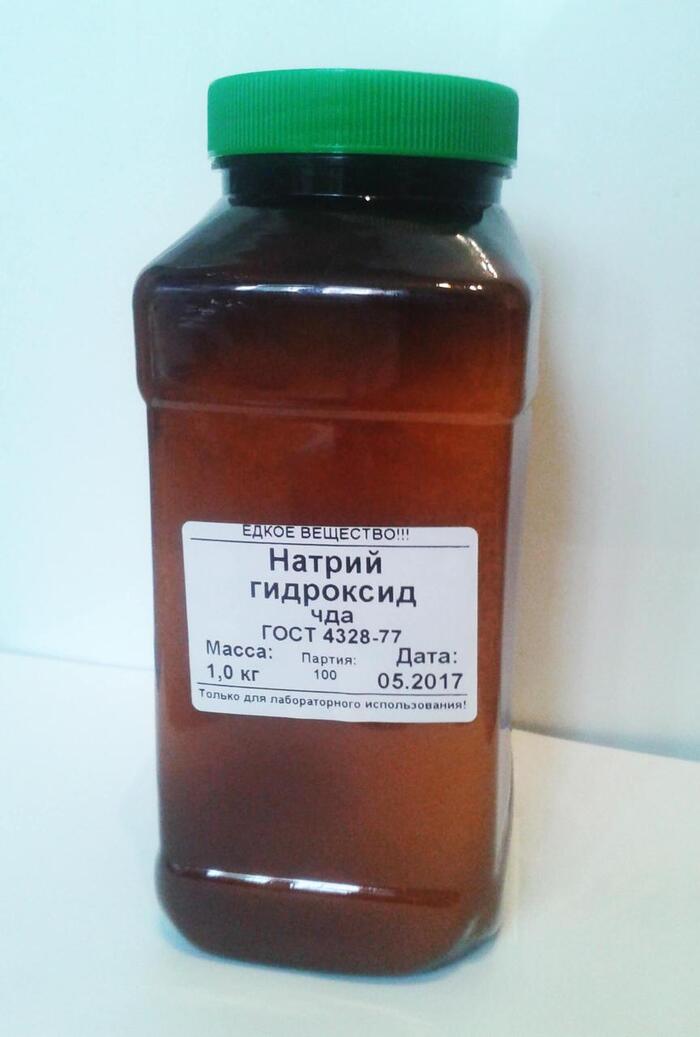 ЕДКОЕ ВЕЩЕСТВО!!!
Натрий
гидроксид
чда
ГОСТ 4328-77
Масса: Партия: Дата:
1,0 кг 100 05.2017
Только для лабораторного использования!